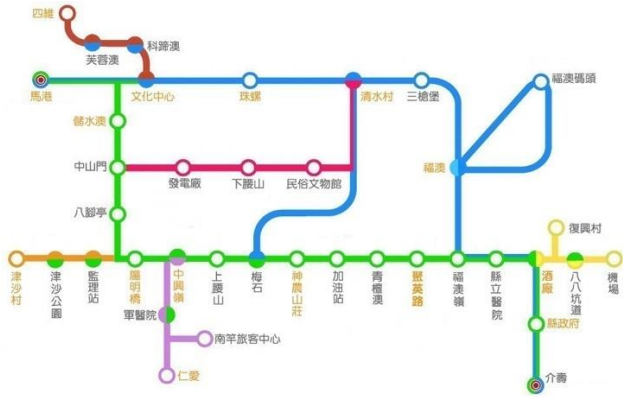 四維
芙蓉澳
科蹄澳
馬港
文化中心
珠螺
清水村
三槍堡
福澳碼頭
儲水澳
中山門
發電廠
下腰山
民俗文物館
福澳
八腳亭
復興村
津沙村
津沙公園
監理站
陽明橋
中興嶺
上腰山
梅石
神農山莊
加油站
青檀澳
翌英路
福澳嶺
縣立醫院
酒廠
八八坑道
機場
軍醫院
縣政府
南竿旅客中心
仁愛
介壽